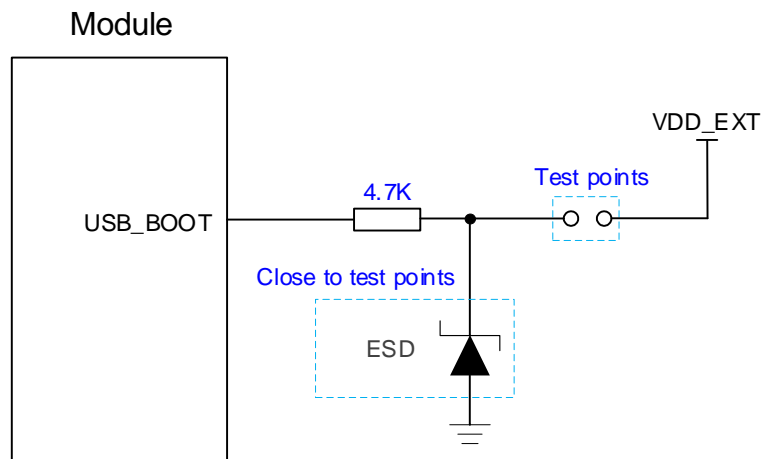 Module
VDD_EXT
Test points
4.7K
USB_BOOT
Close to test points
ESD